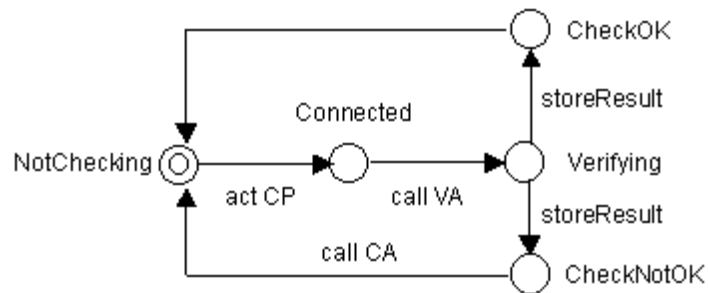 CheckOK
storeResult
Connected
NotChecking
Verifying
act CP
call VA
storeResult
call CA
CheckNotOK